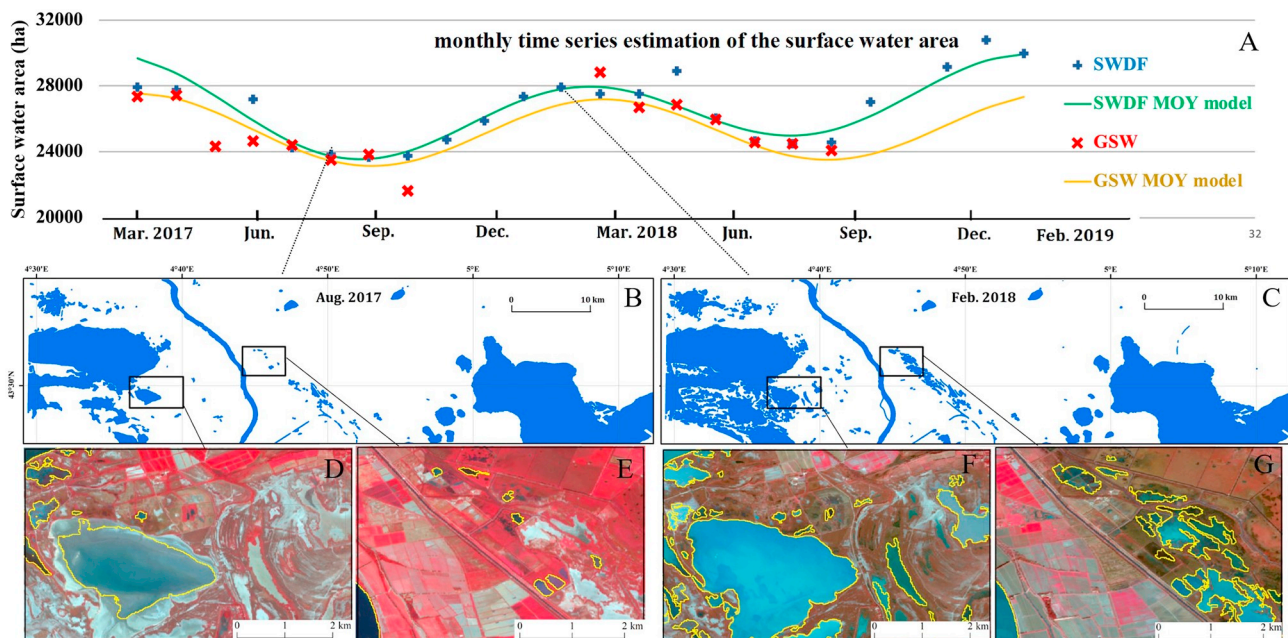 32000
monthly time series estimation of the surface water area
A
Surface water area (ha)
28000
24000
20000
SWDF
SWDF MOY model
GSW
GSW MOY model
Mar. 2017 Jun. Sep. Dec. Mar. 2018 Jun. Sep. Dec. Feb. 2019
32
4°30' E 4°40' 4°50' 5° 5°10' E
4°30' E 4°40' 4°50' 5° 5°10' E
Aug. 2017
B
0 10 km
43°30'N
Feb. 2018
C
0 10 km
D
0 1 2 km
E
0 1 2 km
F
0 1 2 km
G
0 1 2 km